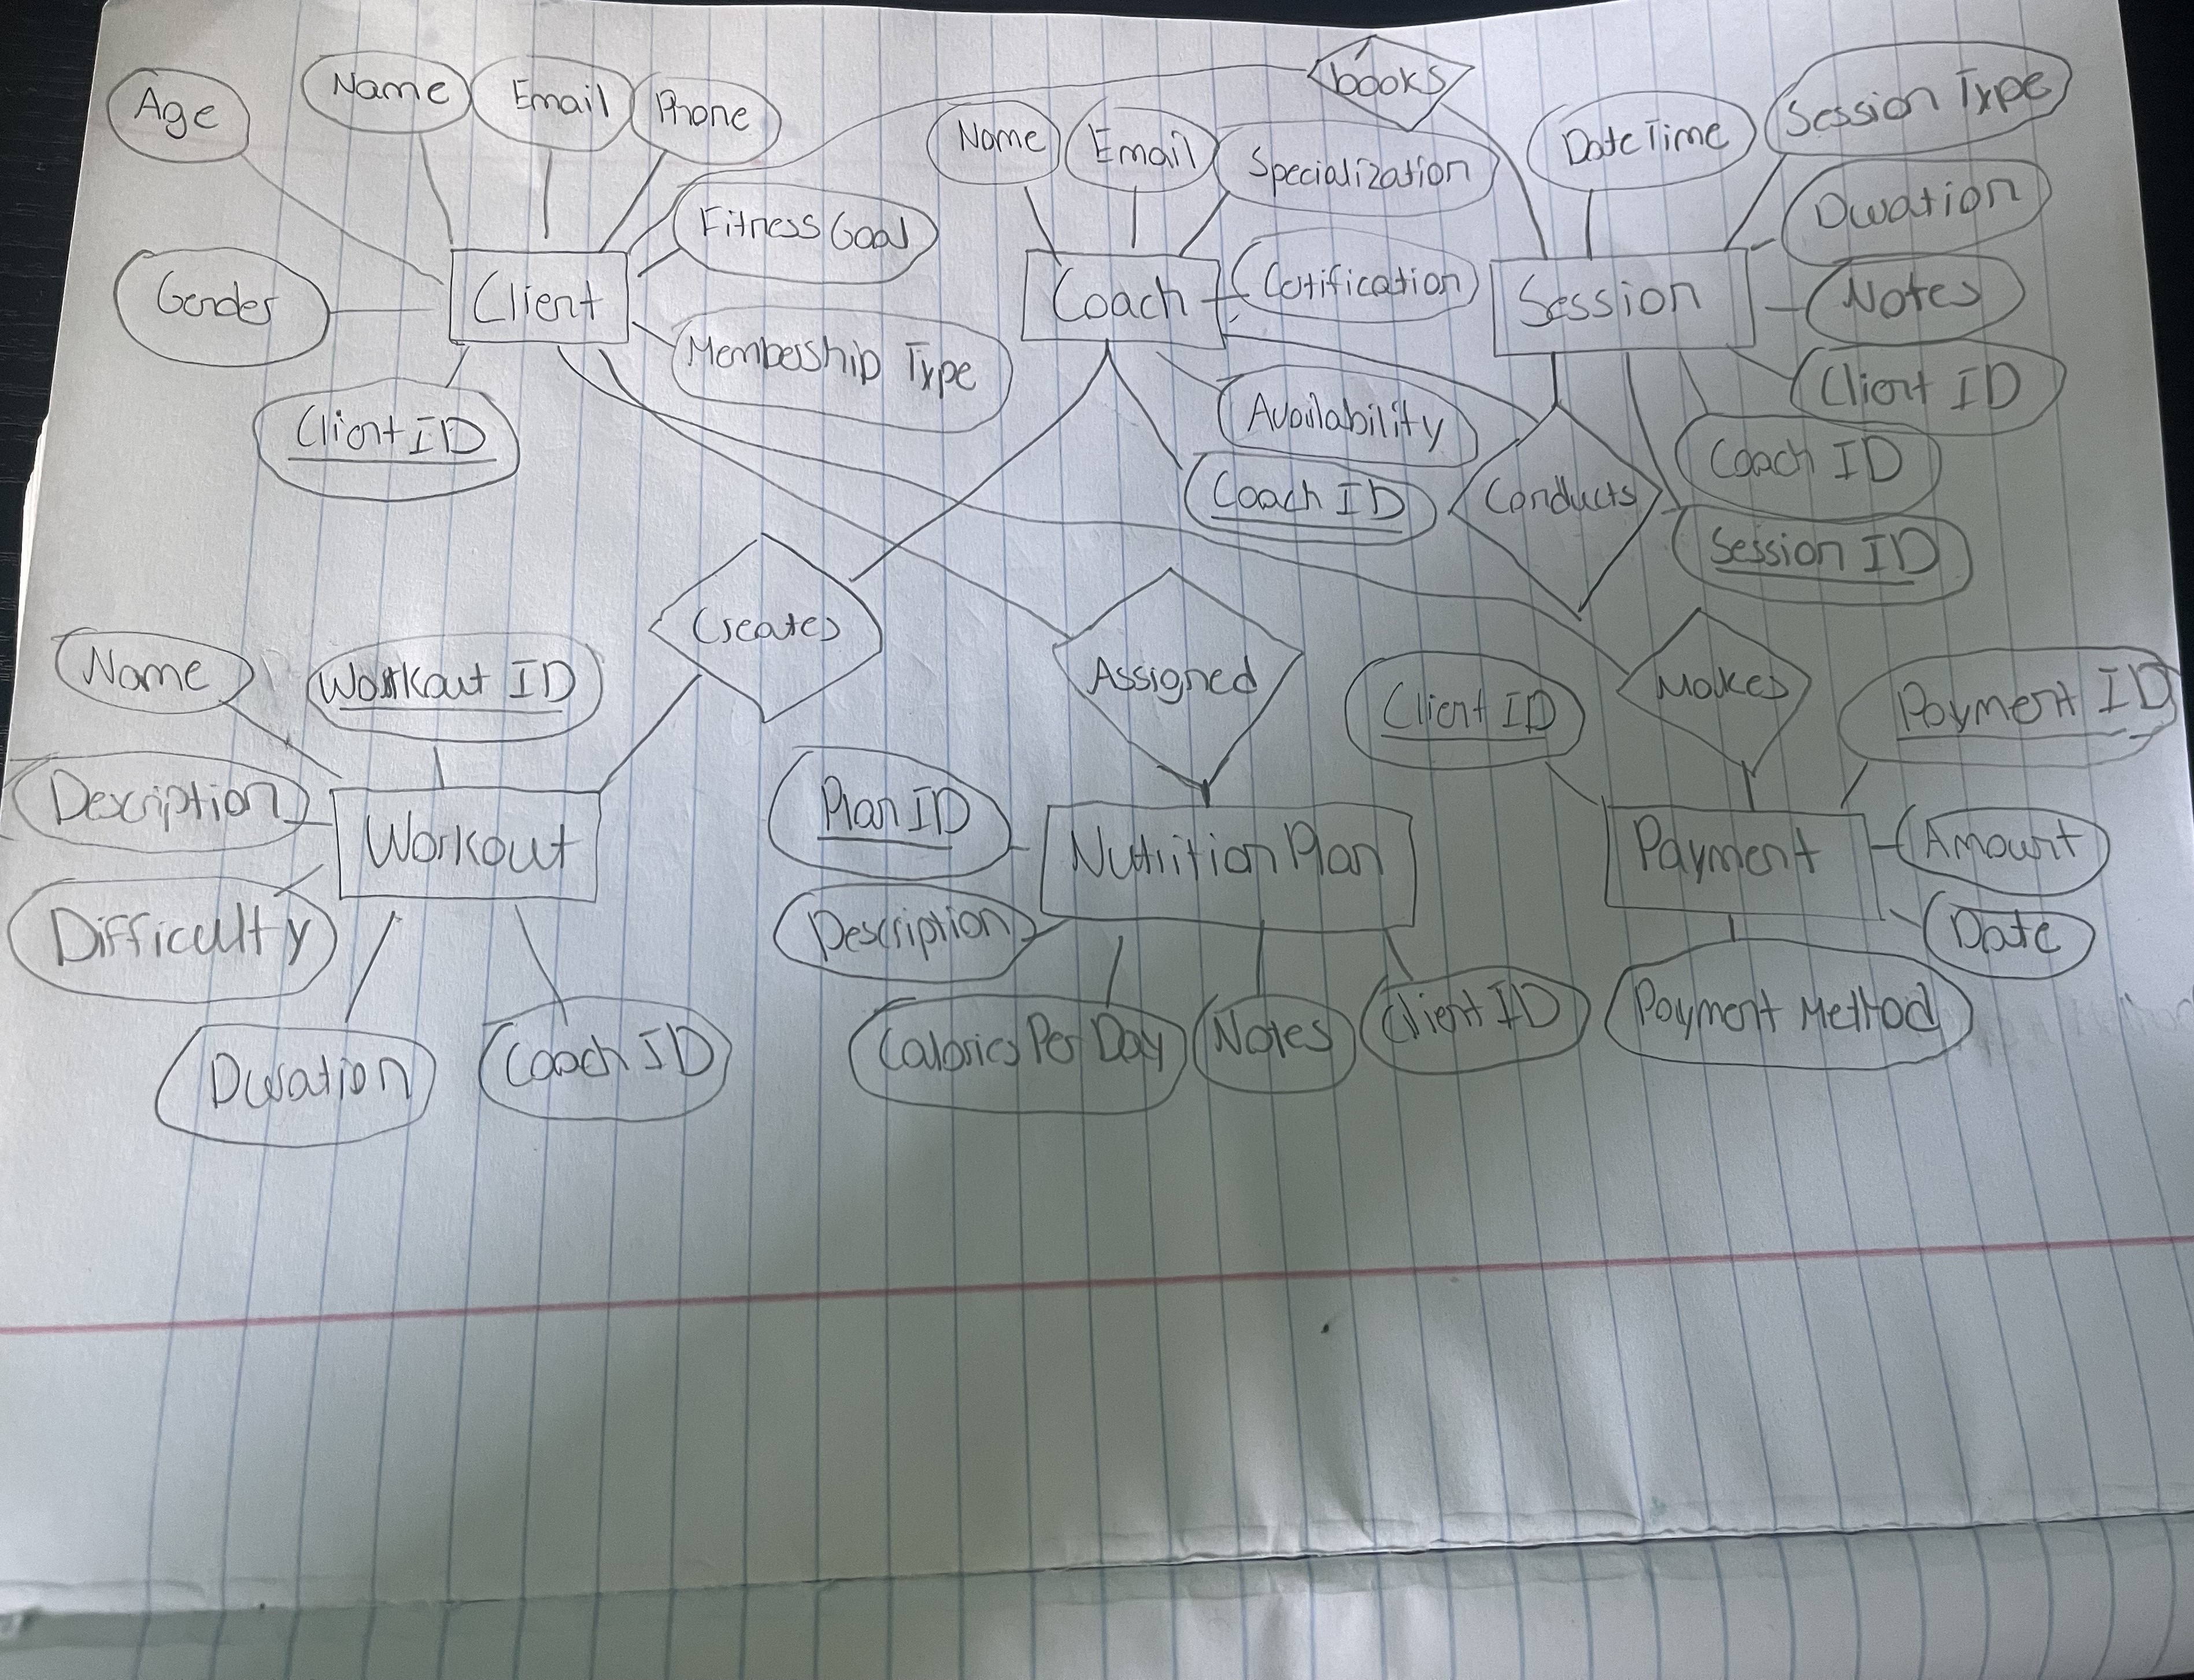 books
Age
Name
Email
Phone
Name
Email
Specialization
DateTime
Session Type
Fitness Goal
Duration
Gender
Client
Coach
Certification
Session
Notes
Membership Type
Client ID
Client ID
Availability
Coach ID
Coach ID
Conducts
Session ID
Creates
Name
Workout ID
Assigned
Client ID
Makes
Payment ID
Description
Workout
Plan ID
Nutrition Plan
Payment
Amount
Difficulty
Description
Date
Duration
Coach ID
Calories Per Day
Notes
Client ID
Payment Method